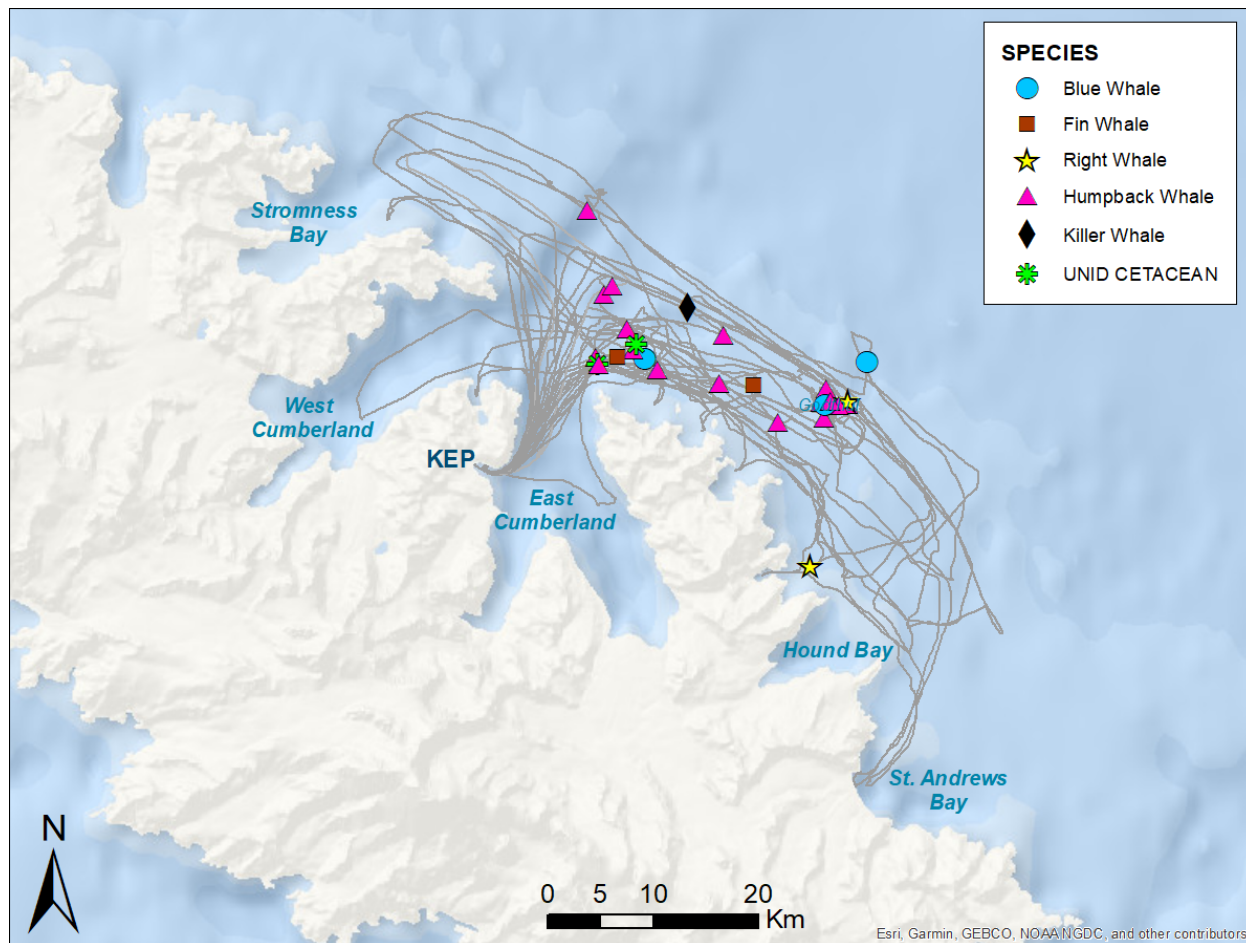 SPECIES
Blue Whale
Fin Whale
Right Whale
Humpback Whale
Killer Whale
UNID CETACEAN
Stromness
Bay
West
Cumberland
KEP
East
Cumberland
Hound Bay
St. Andrews
Bay
N
0 5 10 20
Km
Esri, Garmin, GEBCO, NOAA NGDC, and other contributors